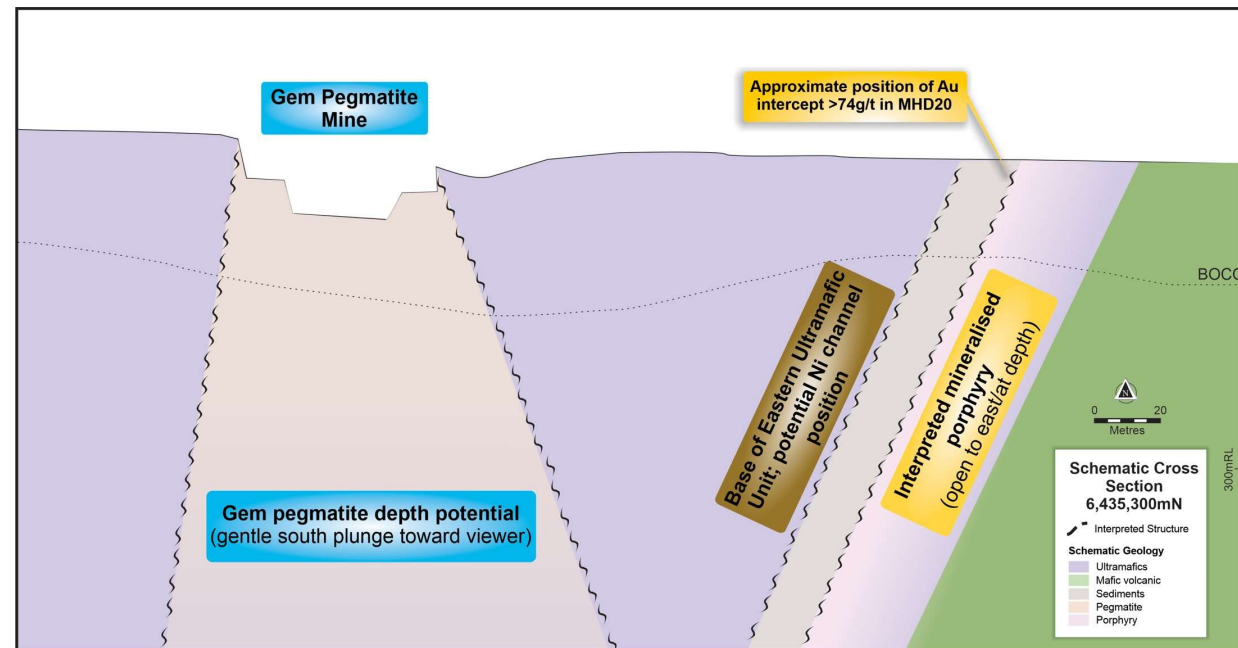 Gem Pegmatite
Mine
Approximate position of Au
intercept >74g/t in MHD20
BOCO
Base of Eastern Ultramafic
Unit; potential Ni channel
position
Interpreted mineralised
porphyry
(open to east/at depth)
Gem pegmatite depth potential
(gentle south plunge toward viewer)
N
0 20
Metres
300mRL
Schematic Cross
Section
6,435,300mN
Interpreted Structure
Schematic Geology
Ultramafics
Mafic volcanic
Sediments
Pegmatite
Porphyry